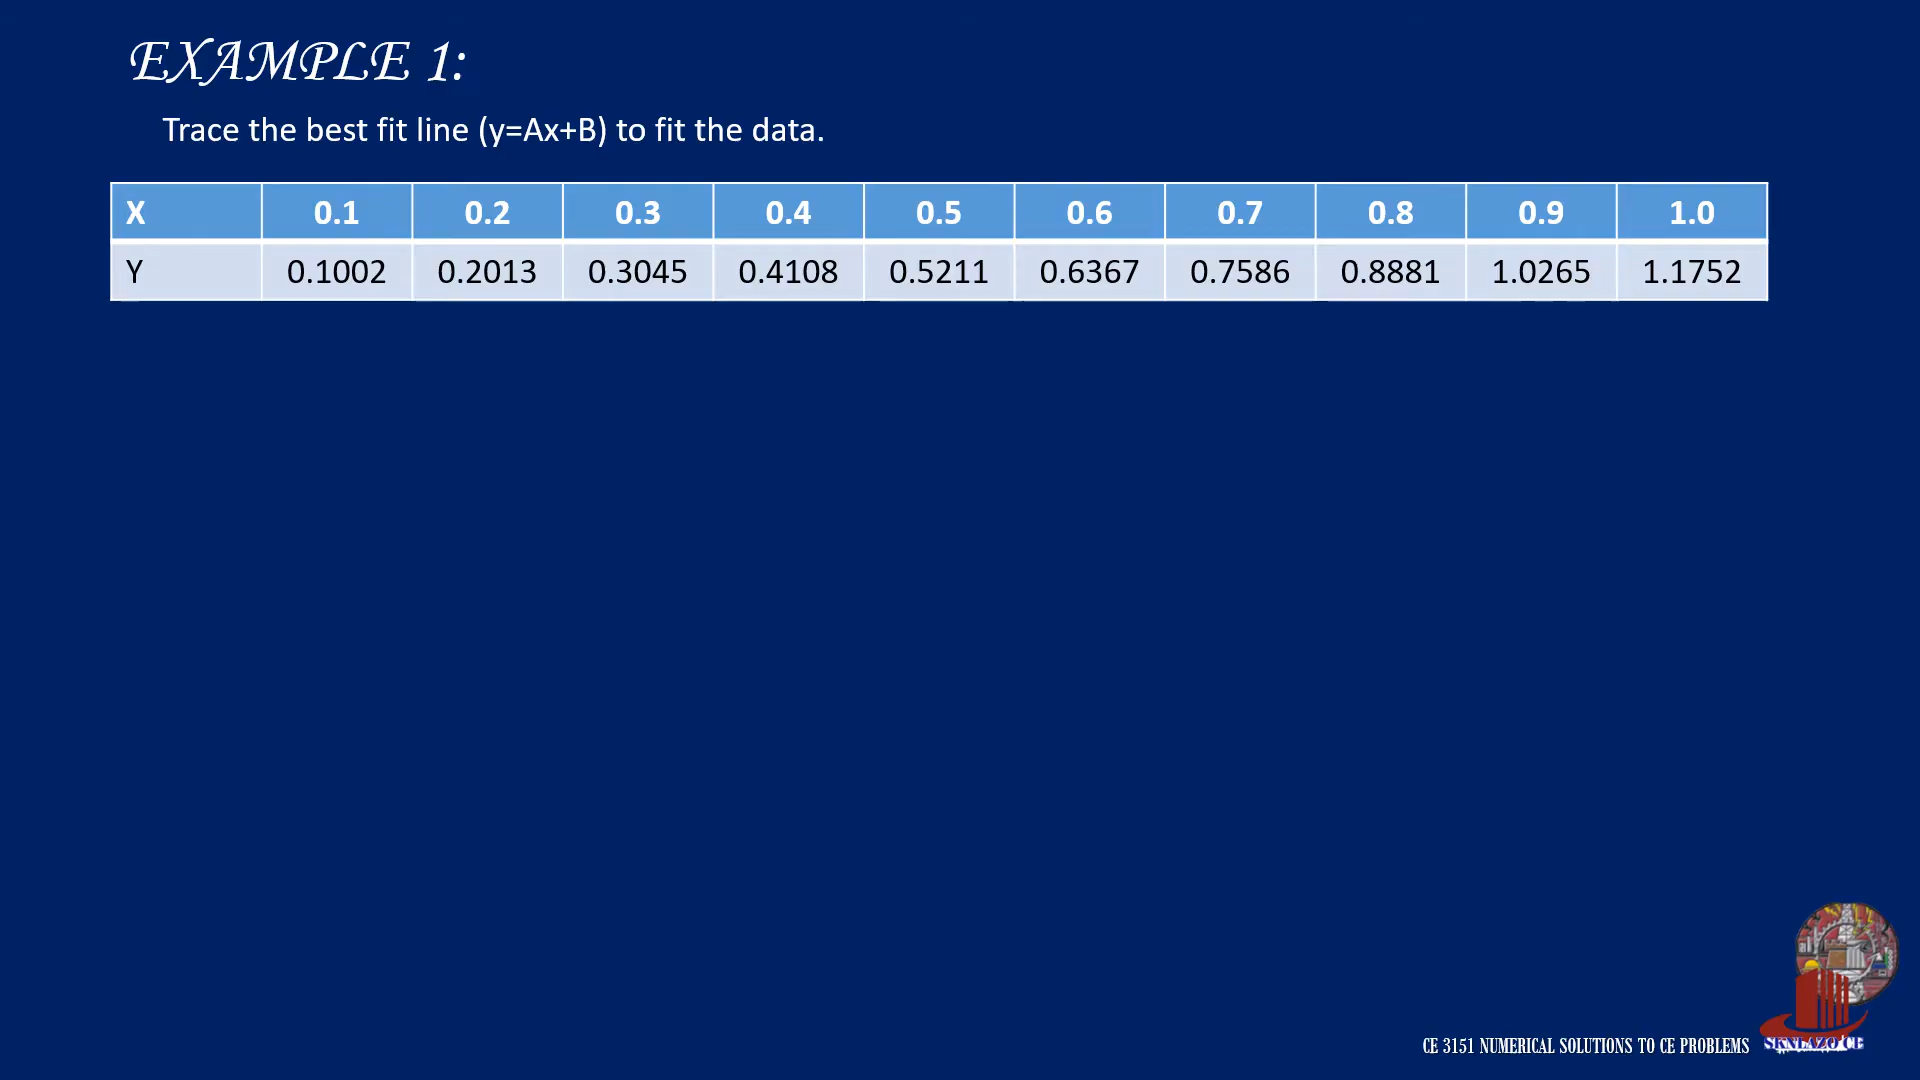 EXAMPLE 1:
Trace the best fit line (y=Ax+B) to fit the data.
X 0.1 0.2 0.3 0.4 0.5 0.6 0.7 0.8 0.9 1.0
Y 0.1002 0.2013 0.3045 0.4108 0.5211 0.6367 0.7586 0.8881 1.0265 1.1752
CE 3151 NUMERICAL SOLUTIONS TO CE PROBLEMS